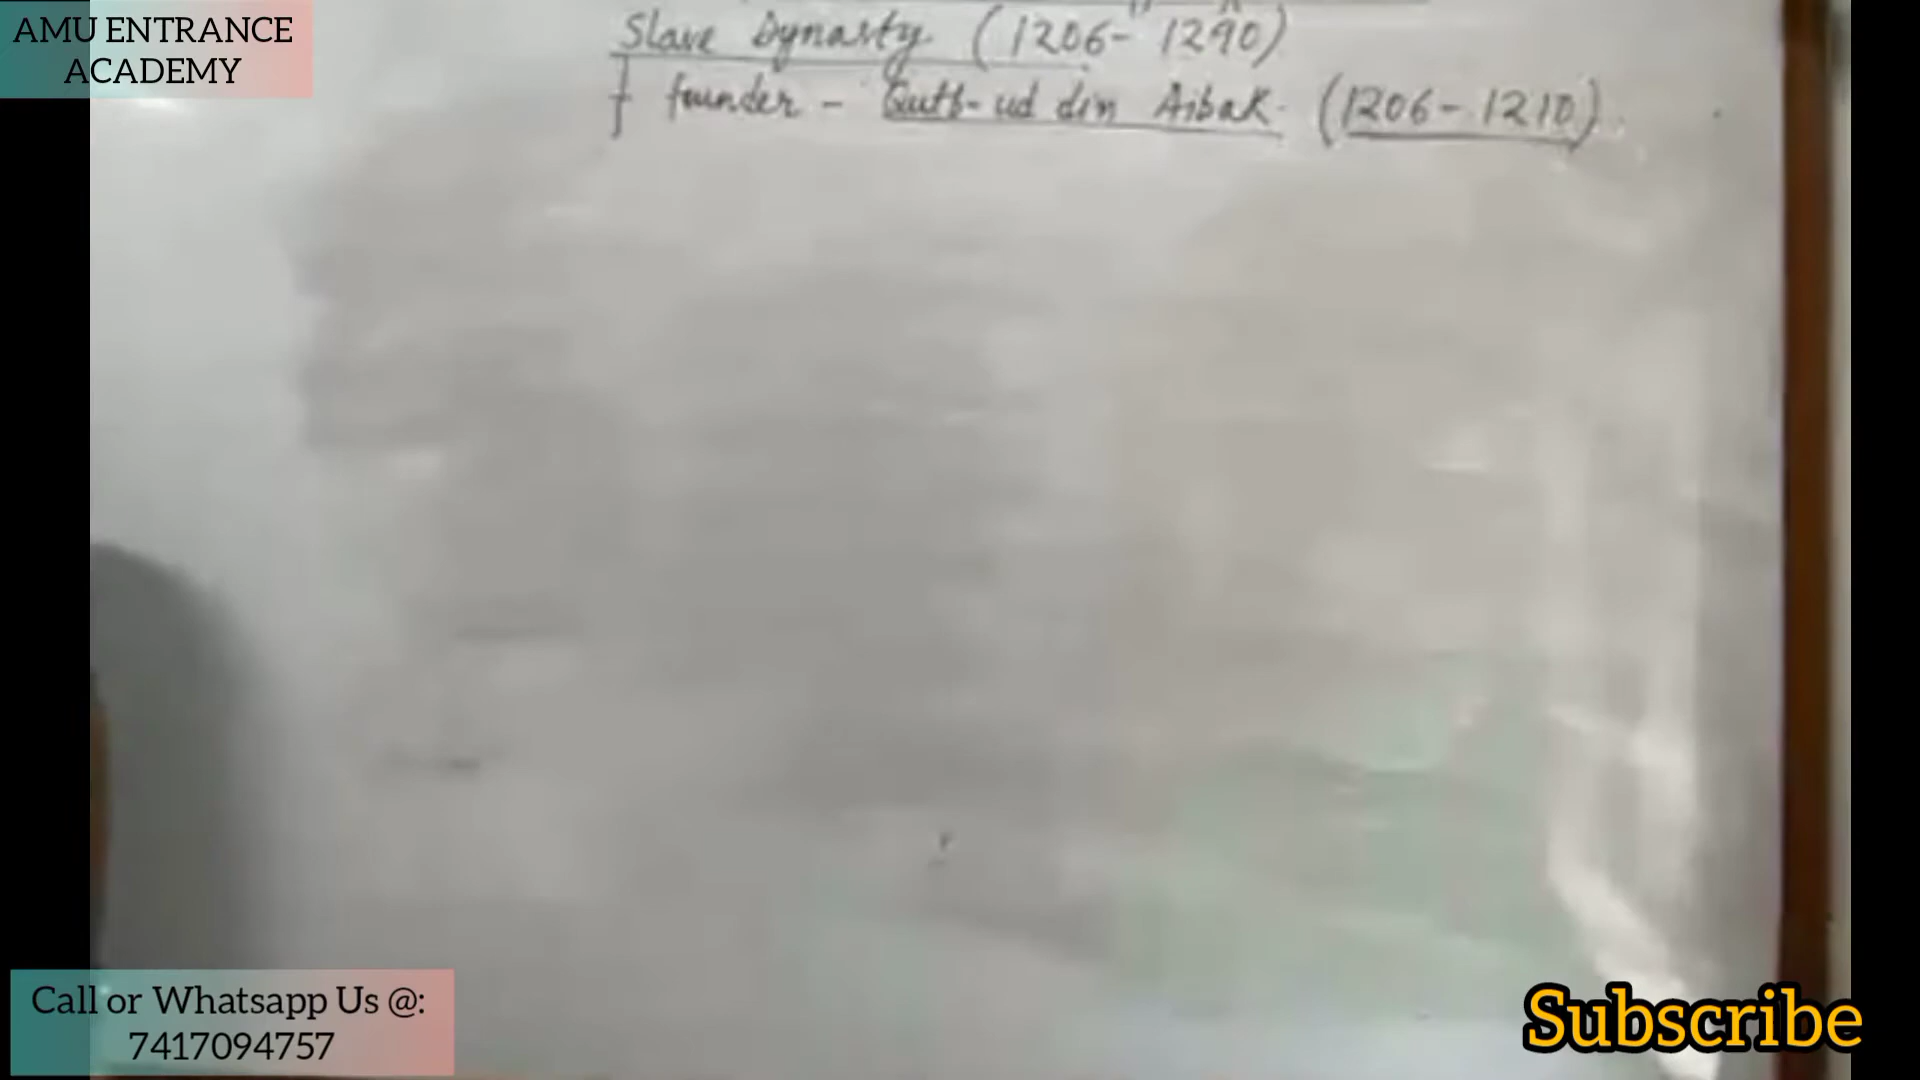 AMU ENTRANCE
ACADEMY
Slave Dynasty (1206- 1290)
founder - Qutb-ud din Aibak (1206-1210)
Call or Whatsapp Us @:
7417094757
Subscribe